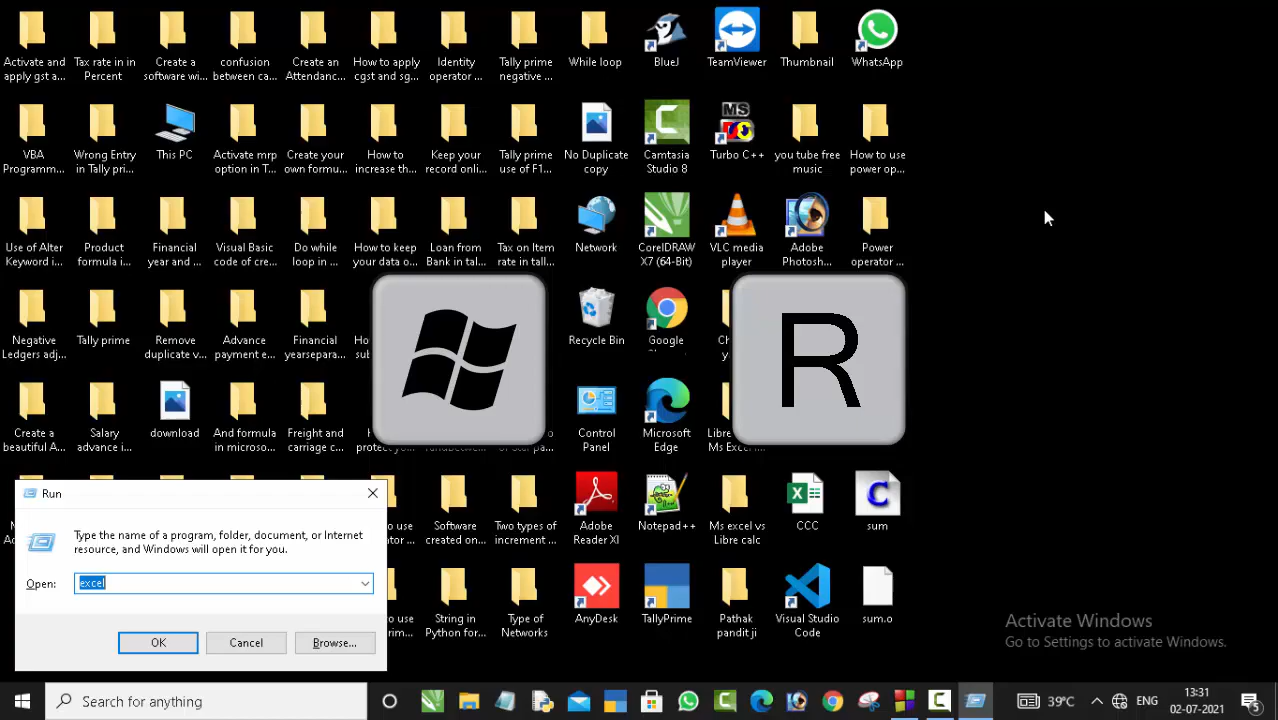 Activate and
apply gst a...
Tax rate in in
Percent
Create a
software wi...
confusion
between ca...
Create an
Attendanc...
How to apply
cgst and sg...
Identity
operator ...
Tally prime
negative ...
While loop
BlueJ
TeamViewer
Thumbnail
WhatsApp
VBA
Programm...
Wrong Entry
in Tally pri...
This PC
Activate mrp
option in T...
Create your
own formu...
How to
increase th...
Keep your
record onli...
Tally prime
use of F1...
No Duplicate
copy
Camtasia
Studio 8
MS
Turbo C++
you tube free
music
How to use
power op...
Use of Alter
Keyword i...
Product
formula i...
Financial
year and ...
Visual Basic
code of cre...
Do while
loop in ...
How to keep
your data o...
Loan from
Bank in tal...
Tax on Item
rate in tall...
Network
CorelDRAW
X7 (64-Bit)
VLC media
player
Adobe
Photosh...
Power
operator ...
Negative
Ledgers adj...
Tally prime
Remove
duplicate v...
Advance
payment e...
Financial
yearsepara...
Recycle Bin
Google
R
Create a
beautiful A...
Salary
advance i...
download
And formula
in microso...
Freight and
carriage c...
Control
Panel
Microsoft
Edge
Libre
Ms Excel ...
Software
created on...
Two types of
increment ...
Adobe
Reader XI
Notepad++
Ms excel vs
Libre calc
CCC
sum
Run
Type the name of a program, folder, document, or Internet
resource, and Windows will open it for you.
Open:
excel
OK
Cancel
Browse...
String in
Python for...
Type of
Networks
AnyDesk
TallyPrime
Pathak
pandit ji
Visual Studio
Code
sum.o
Activate Windows
Go to Settings to activate Windows.
Search for anything
39°C
ENG
13:31
02-07-2021
5